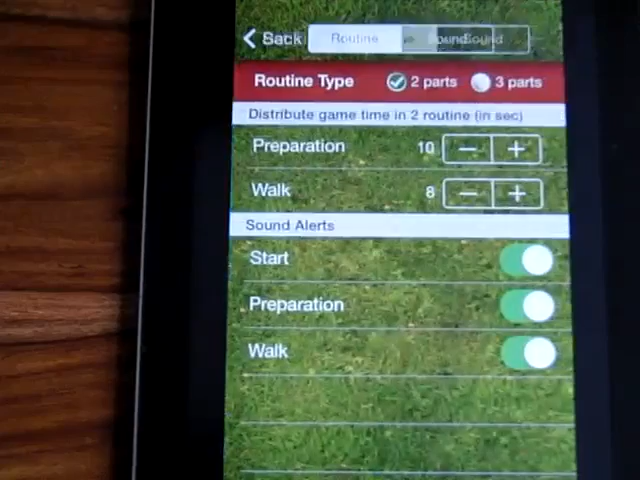 Back Routine Sound
Routine Type 2 parts 3 parts
Distribute game time in 2 routine (in sec)
Preparation 10 − +
Walk 8 − +
Sound Alerts
Start
Preparation
Walk